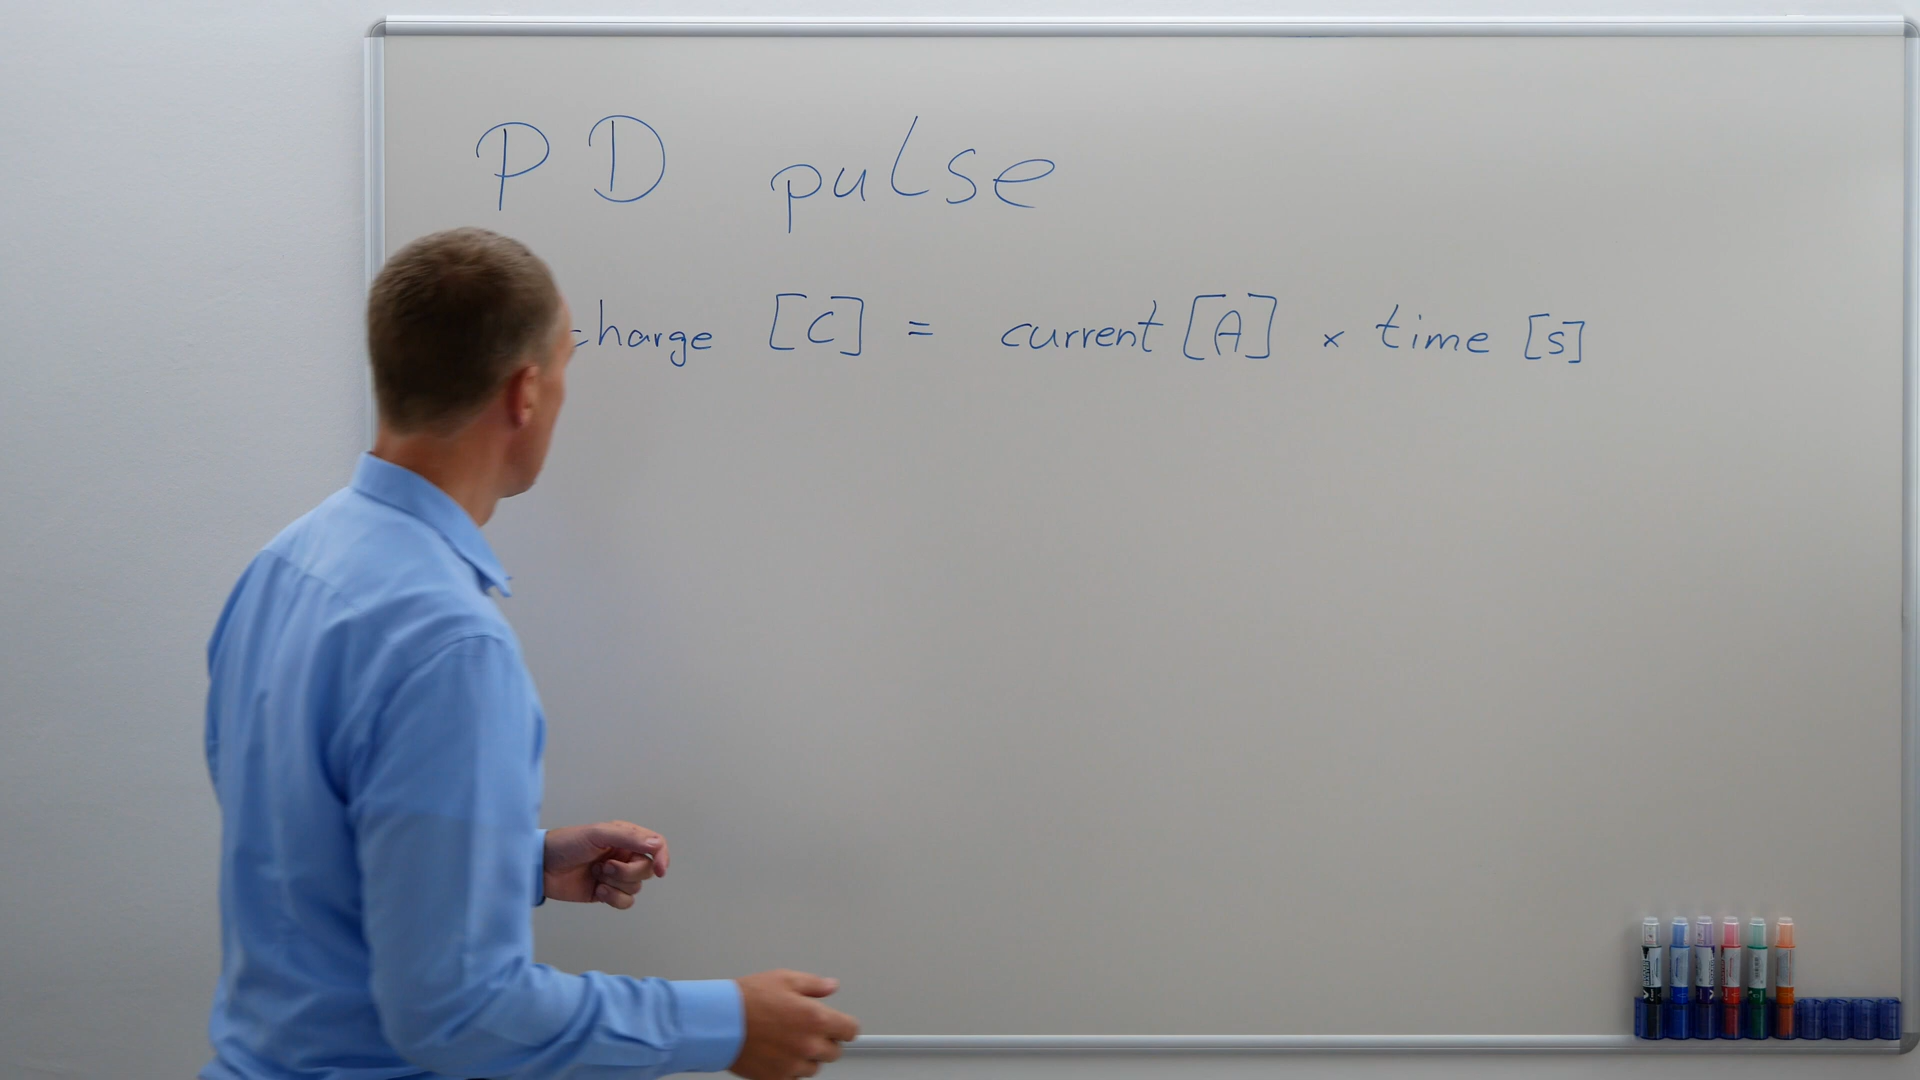 PD pulse
charge [C] = current [A] × time [s]